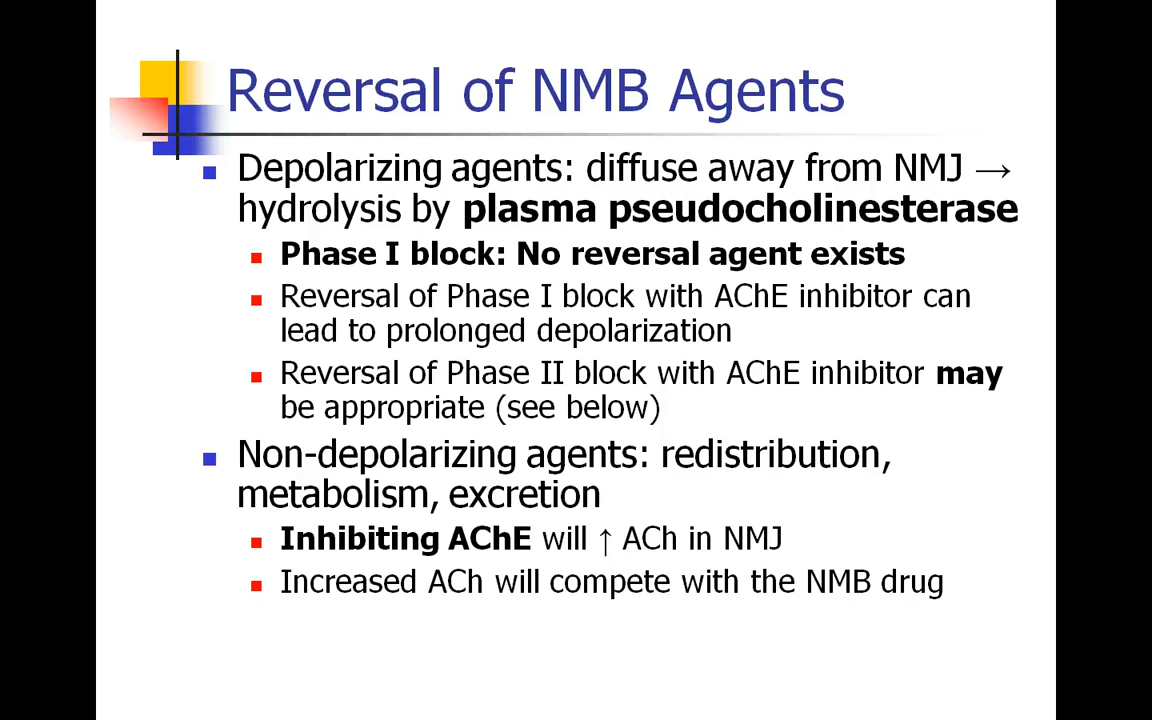 Reversal of NMB Agents
Depolarizing agents: diffuse away from NMJ →
hydrolysis by plasma pseudocholinesterase
Phase I block: No reversal agent exists
Reversal of Phase I block with AChE inhibitor can
lead to prolonged depolarization
Reversal of Phase II block with AChE inhibitor may
be appropriate (see below)
Non-depolarizing agents: redistribution,
metabolism, excretion
Inhibiting AChE will ↑ ACh in NMJ
Increased ACh will compete with the NMB drug